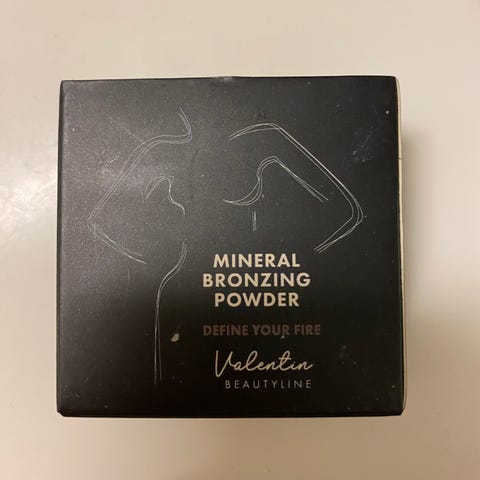 MINERAL
BRONZING
POWDER
DEFINE YOUR FIRE
Valentin
BEAUTYLINE